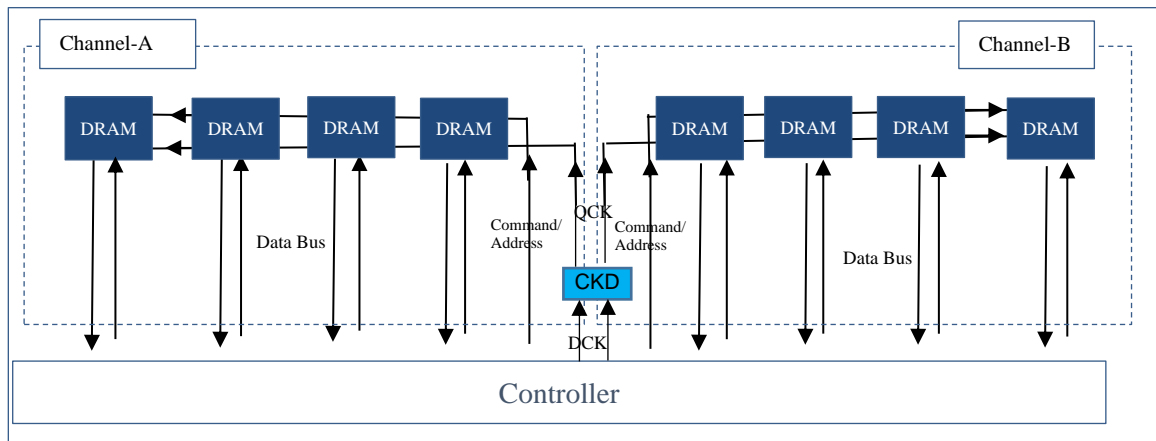 Channel-A
Channel-B
DRAM
DRAM
DRAM
DRAM
DRAM
DRAM
DRAM
DRAM
QCK
Command/
Address
Command/
Address
Data Bus
Data Bus
CKD
DCK
Controller